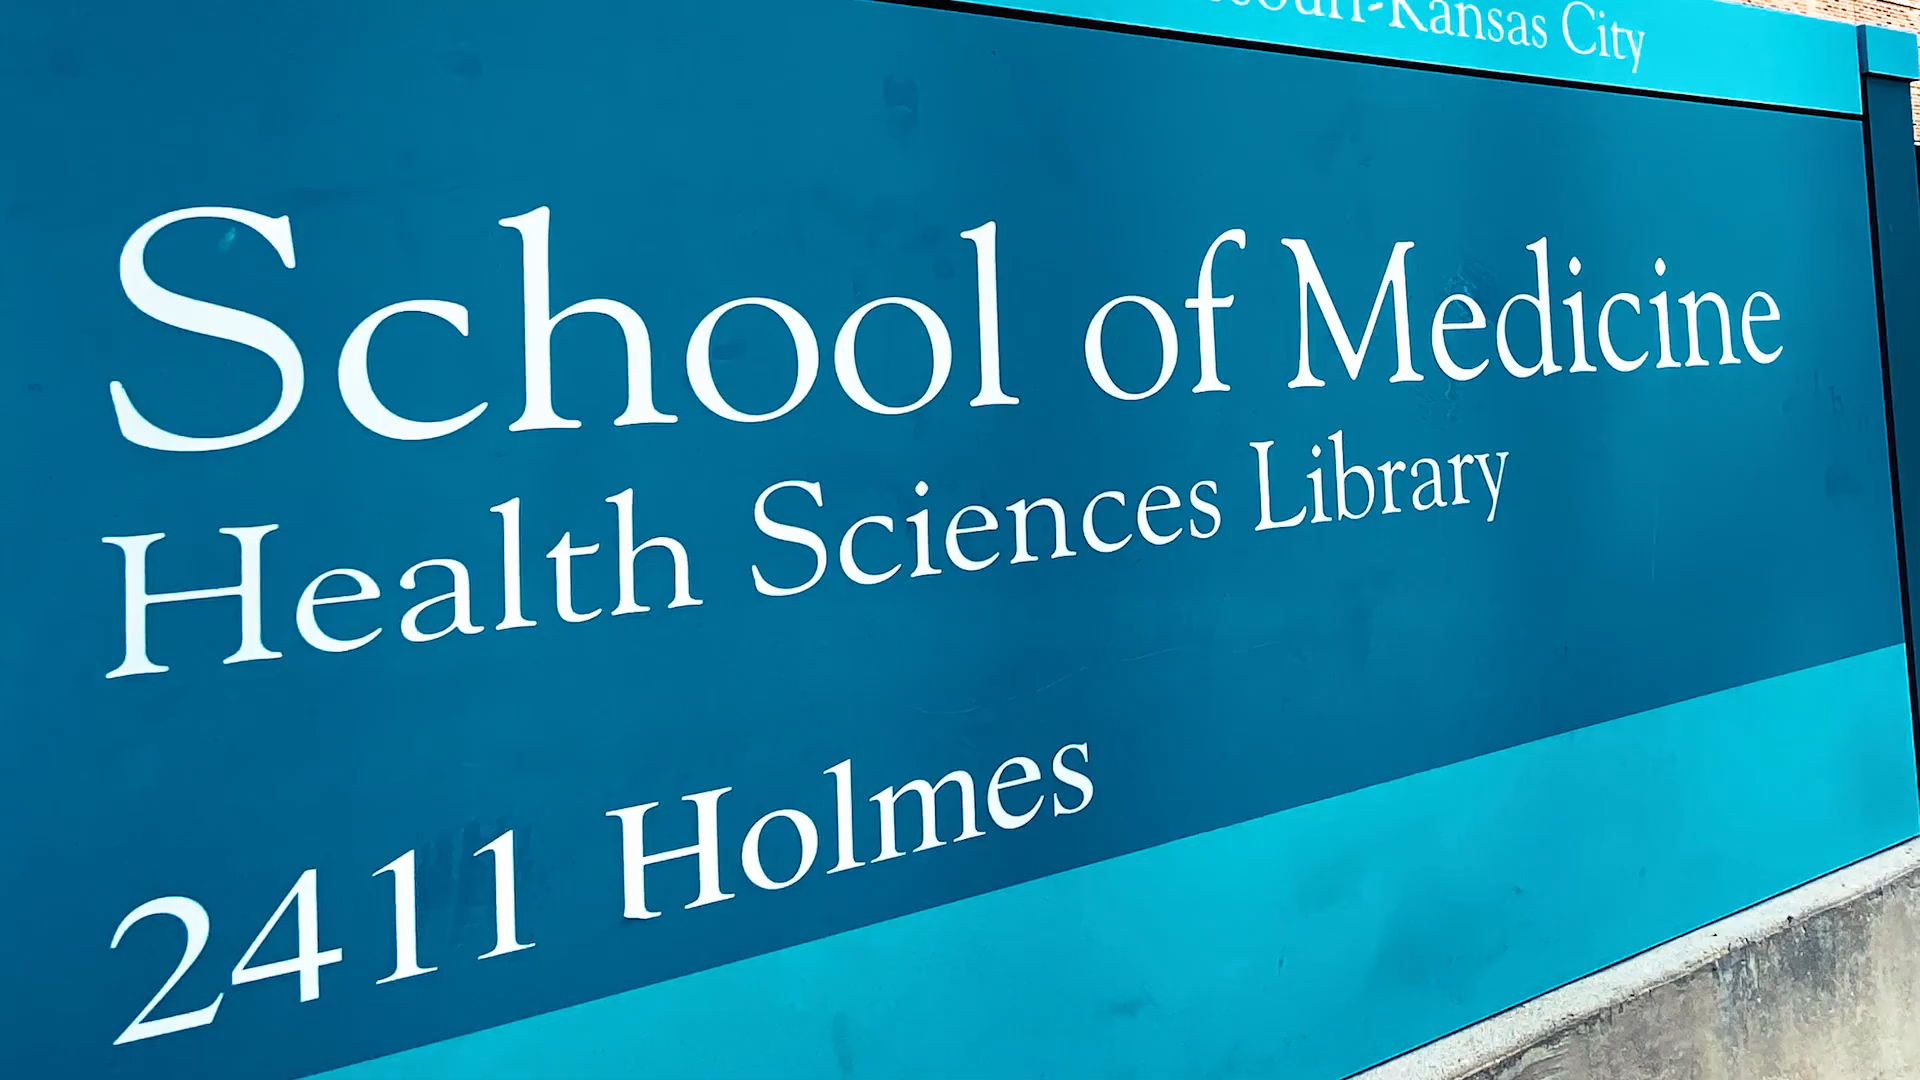 -Kansas City
School of Medicine
Health Sciences Library
2411 Holmes